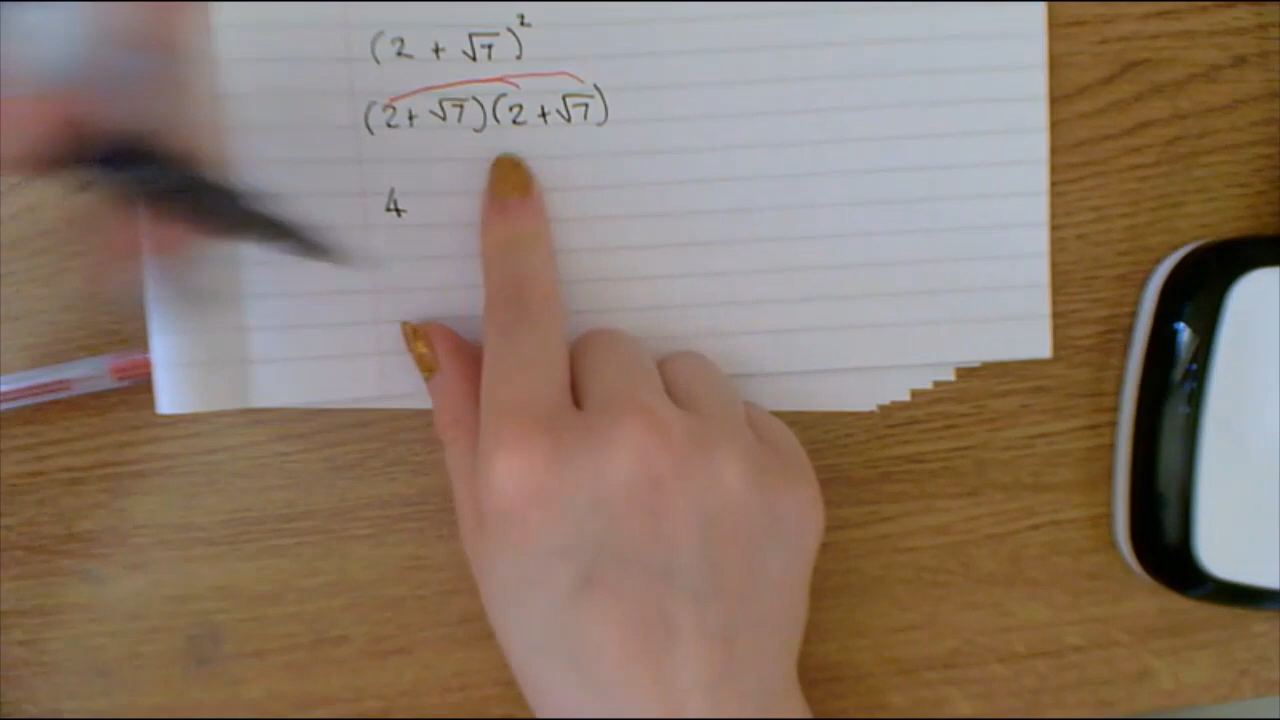 (2 + √7)²
(2 + √7)(2 + √7)
4